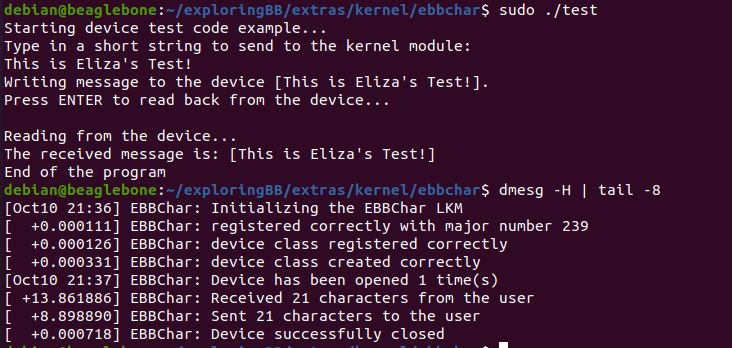 debian@beaglebone:~/exploringBB/extras/kernel/ebbchar$ sudo ./test
Starting device test code example...
Type in a short string to send to the kernel module:
This is Eliza's Test!
Writing message to the device [This is Eliza's Test!].
Press ENTER to read back from the device...
Reading from the device...
The received message is: [This is Eliza's Test!]
End of the program
debian@beaglebone:~/exploringBB/extras/kernel/ebbchar$ dmesg -H | tail -8
[Oct10 21:36] EBBChar: Initializing the EBBChar LKM
[  +0.000111] EBBChar: registered correctly with major number 239
[  +0.000126] EBBChar: device class registered correctly
[  +0.000331] EBBChar: device class created correctly
[Oct10 21:37] EBBChar: Device has been opened 1 time(s)
[ +13.861886] EBBChar: Received 21 characters from the user
[  +8.898890] EBBChar: Sent 21 characters to the user
[  +0.000718] EBBChar: Device successfully closed
debian@beaglebone:~/exploringBB/extras/kernel/ebbchar$